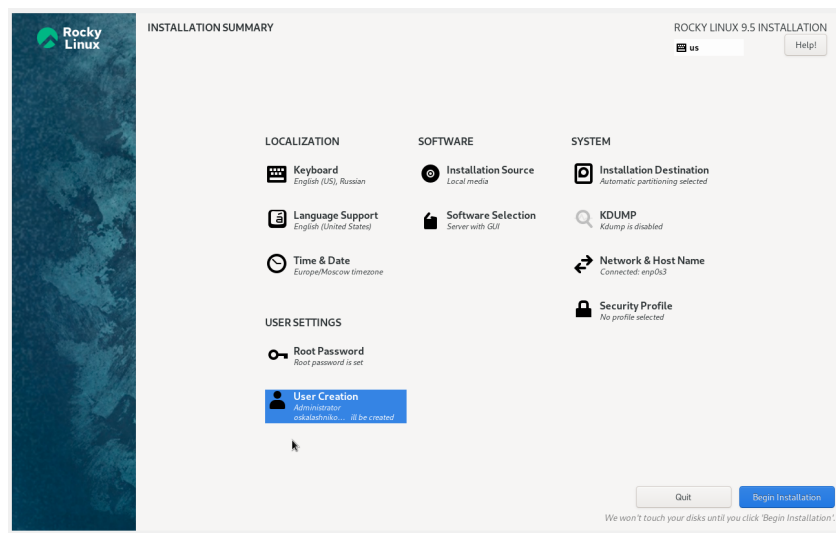 Rocky
Linux
INSTALLATION SUMMARY
ROCKY LINUX 9.5 INSTALLATION
us
Help!
LOCALIZATION
Keyboard
English (US), Russian
Language Support
English (United States)
Time & Date
Europe/Moscow timezone
SOFTWARE
Installation Source
Local media
Software Selection
Server with GUI
SYSTEM
Installation Destination
Automatic partitioning selected
KDUMP
Kdump is disabled
Network & Host Name
Connected: enp0s3
Security Profile
No profile selected
USER SETTINGS
Root Password
Root password is set
User Creation
Administrator
oskalashniko... ill be created
Quit
Begin Installation
We won't touch your disks until you click 'Begin Installation'.